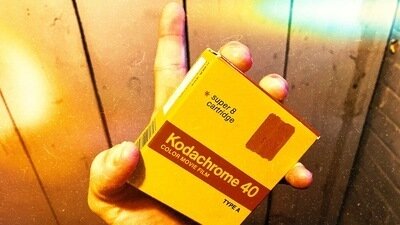 * super 8
cartridge
Kodachrome 40
COLOR MOVIE FILM
TYPE A